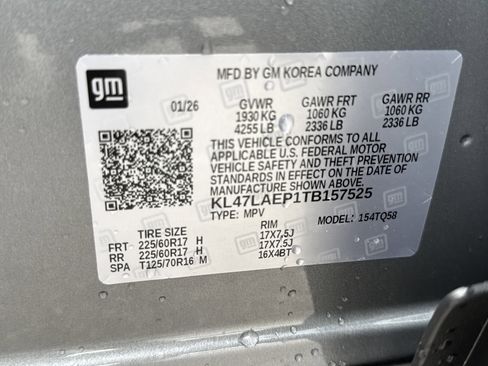 gm
MFD BY GM KOREA COMPANY
01/26 GVWR GAWR FRT GAWR RR
1930 KG 1060 KG 1060 KG
4255 LB 2336 LB 2336 LB
THIS VEHICLE CONFORMS TO ALL
APPLICABLE U.S. FEDERAL MOTOR
VEHICLE SAFETY AND THEFT PREVENTION
STANDARDS IN EFFECT ON THE DATE OF
MANUFACTURE SHOWN ABOVE.
KL47LAEP1TB157525
TYPE: MPV MODEL: 154TQ58
TIRE SIZE RIM
FRT 225/60R17 H 17X7.5J
RR 225/60R17 H 17X7.5J
SPA T125/70R16 M 16X4BT